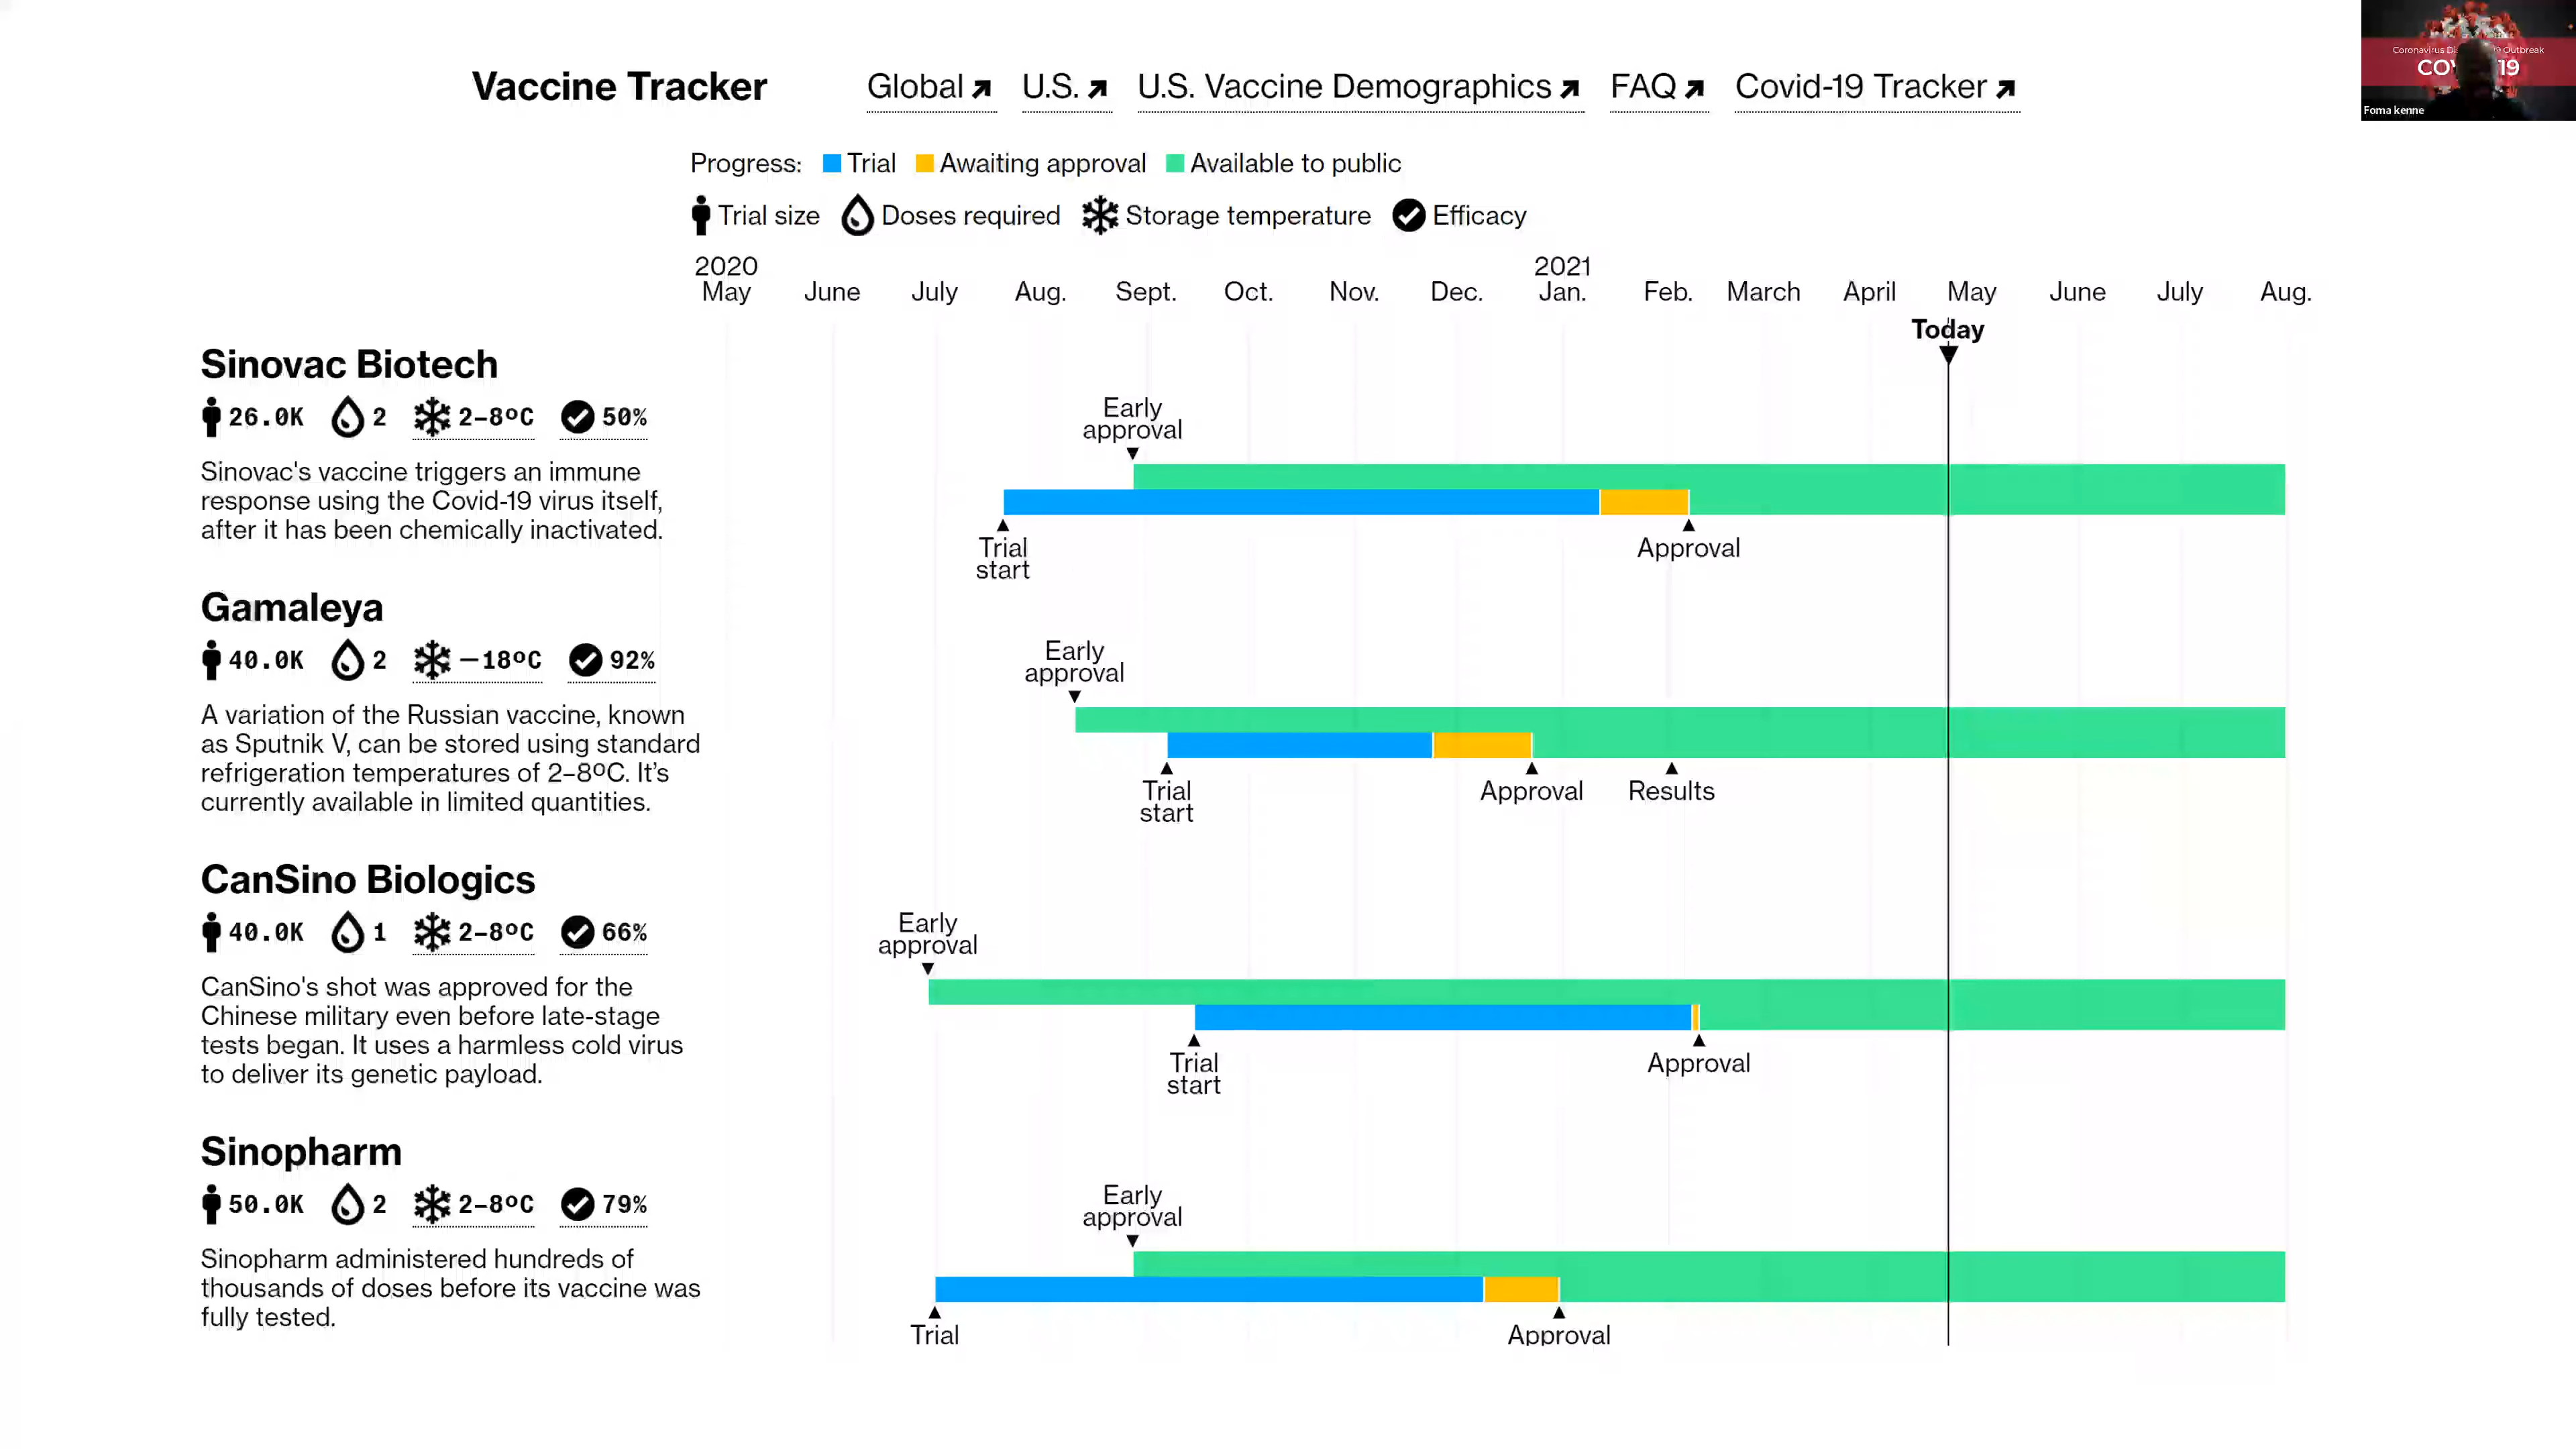 Vaccine Tracker Global U.S. U.S. Vaccine Demographics FAQ Covid-19 Tracker
Coronavirus Outbreak
Foma kenne
Progress: Trial Awaiting approval Available to public
Trial size Doses required Storage temperature Efficacy
2020 2021
May June July Aug. Sept. Oct. Nov. Dec. Jan. Feb. March April May June July Aug.
Today
Sinovac Biotech
26.0K 2 2–8ºC 50%
Sinovac's vaccine triggers an immune
response using the Covid-19 virus itself,
after it has been chemically inactivated.
Early
approval
Trial
start
Approval
Gamaleya
40.0K 2 –18ºC 92%
A variation of the Russian vaccine, known
as Sputnik V, can be stored using standard
refrigeration temperatures of 2–8ºC. It’s
currently available in limited quantities.
Early
approval
Trial
start
Approval
Results
CanSino Biologics
40.0K 1 2–8ºC 66%
CanSino's shot was approved for the
Chinese military even before late-stage
tests began. It uses a harmless cold virus
to deliver its genetic payload.
Early
approval
Trial
start
Approval
Sinopharm
50.0K 2 2–8ºC 79%
Sinopharm administered hundreds of
thousands of doses before its vaccine was
fully tested.
Early
approval
Trial
Approval